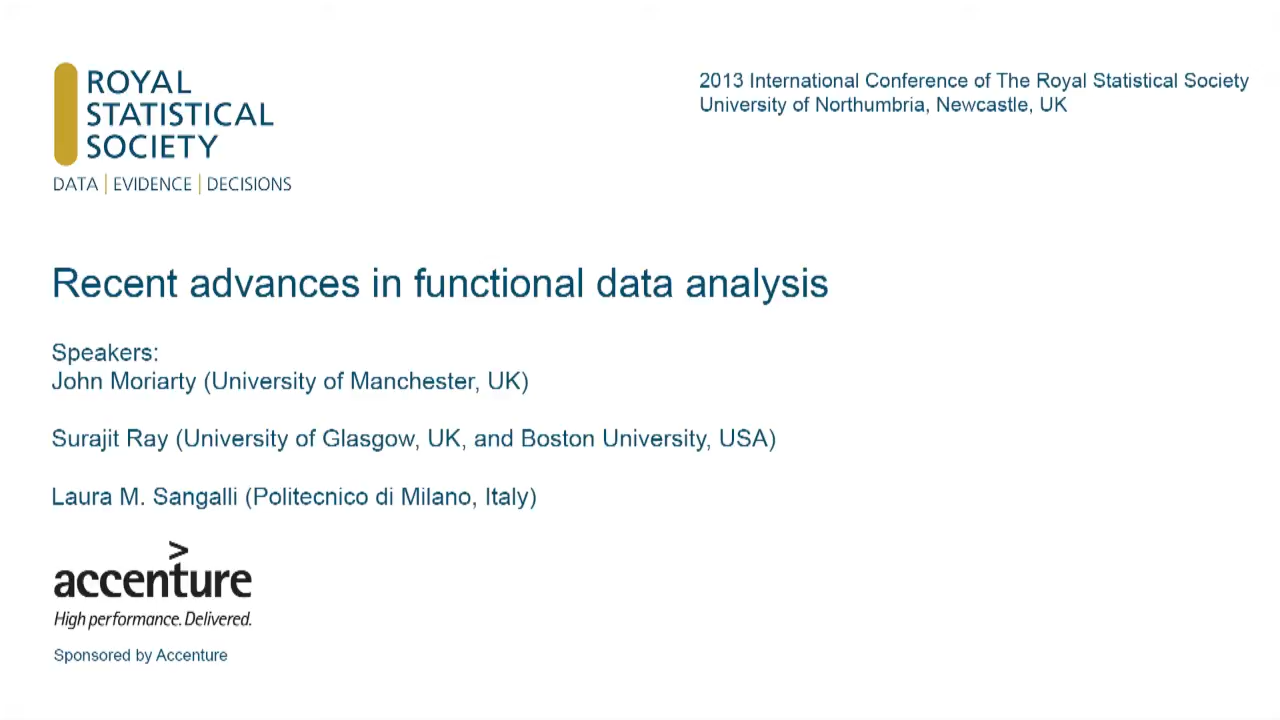 ROYAL
STATISTICAL
SOCIETY
DATA | EVIDENCE | DECISIONS
2013 International Conference of The Royal Statistical Society
University of Northumbria, Newcastle, UK
Recent advances in functional data analysis
Speakers:
John Moriarty (University of Manchester, UK)
Surajit Ray (University of Glasgow, UK, and Boston University, USA)
Laura M. Sangalli (Politecnico di Milano, Italy)
accenture
High performance. Delivered.
Sponsored by Accenture